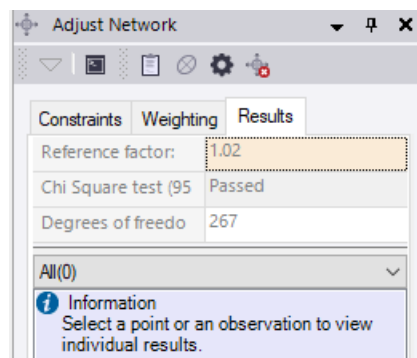 Adjust Network
Constraints Weighting Results
Reference factor: 1.02
Chi Square test (95 Passed
Degrees of freedo 267
All(0)
Information
Select a point or an observation to view
individual results.